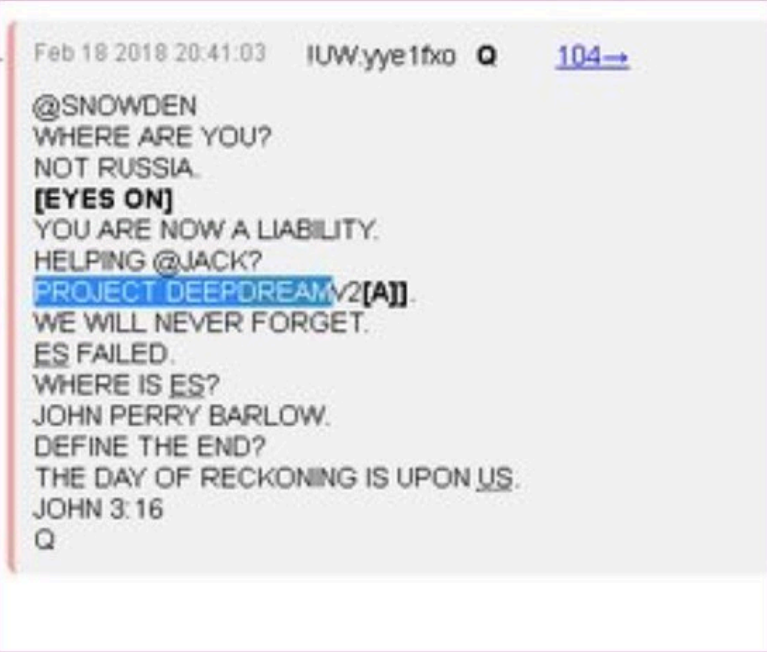 Feb 18 2018 20:41:03 !UW.yye1fxo Q 104→
@SNOWDEN
WHERE ARE YOU?
NOT RUSSIA.
[EYES ON]
YOU ARE NOW A LIABILITY.
HELPING @JACK?
PROJECT DEEPDREAMv2[A]].
WE WILL NEVER FORGET.
ES FAILED.
WHERE IS ES?
JOHN PERRY BARLOW.
DEFINE THE END?
THE DAY OF RECKONING IS UPON US.
JOHN 3:16
Q